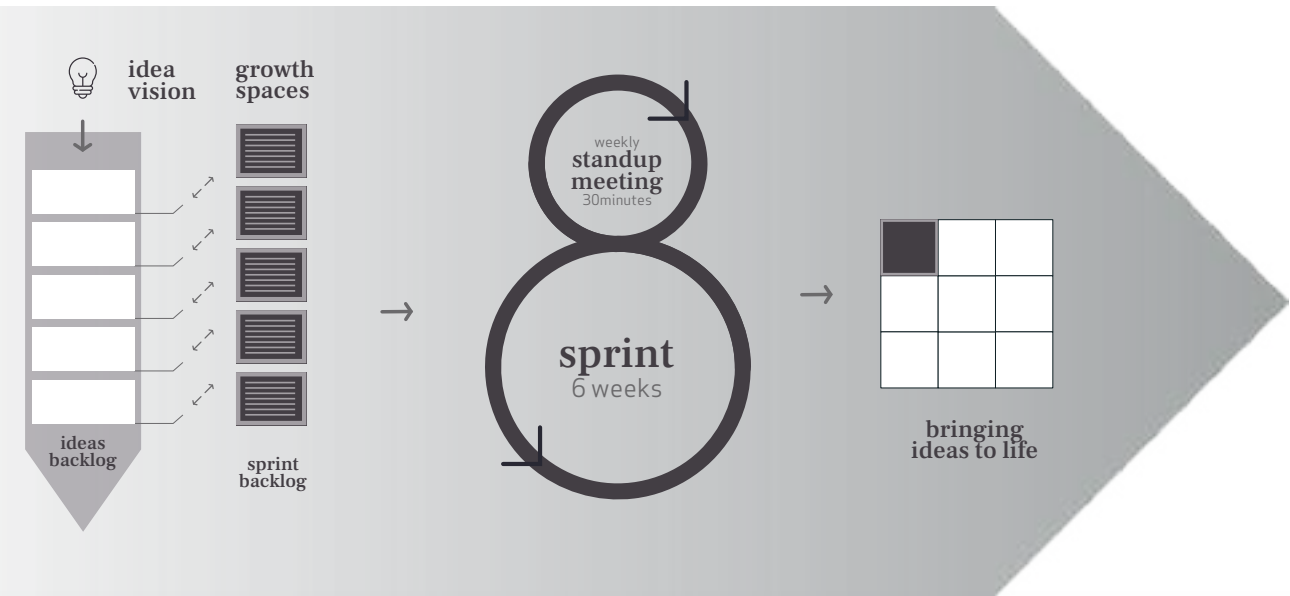 idea
vision
growth
spaces
ideas
backlog
sprint
backlog
weekly
standup
meeting
30minutes
sprint
6 weeks
bringing
ideas to life